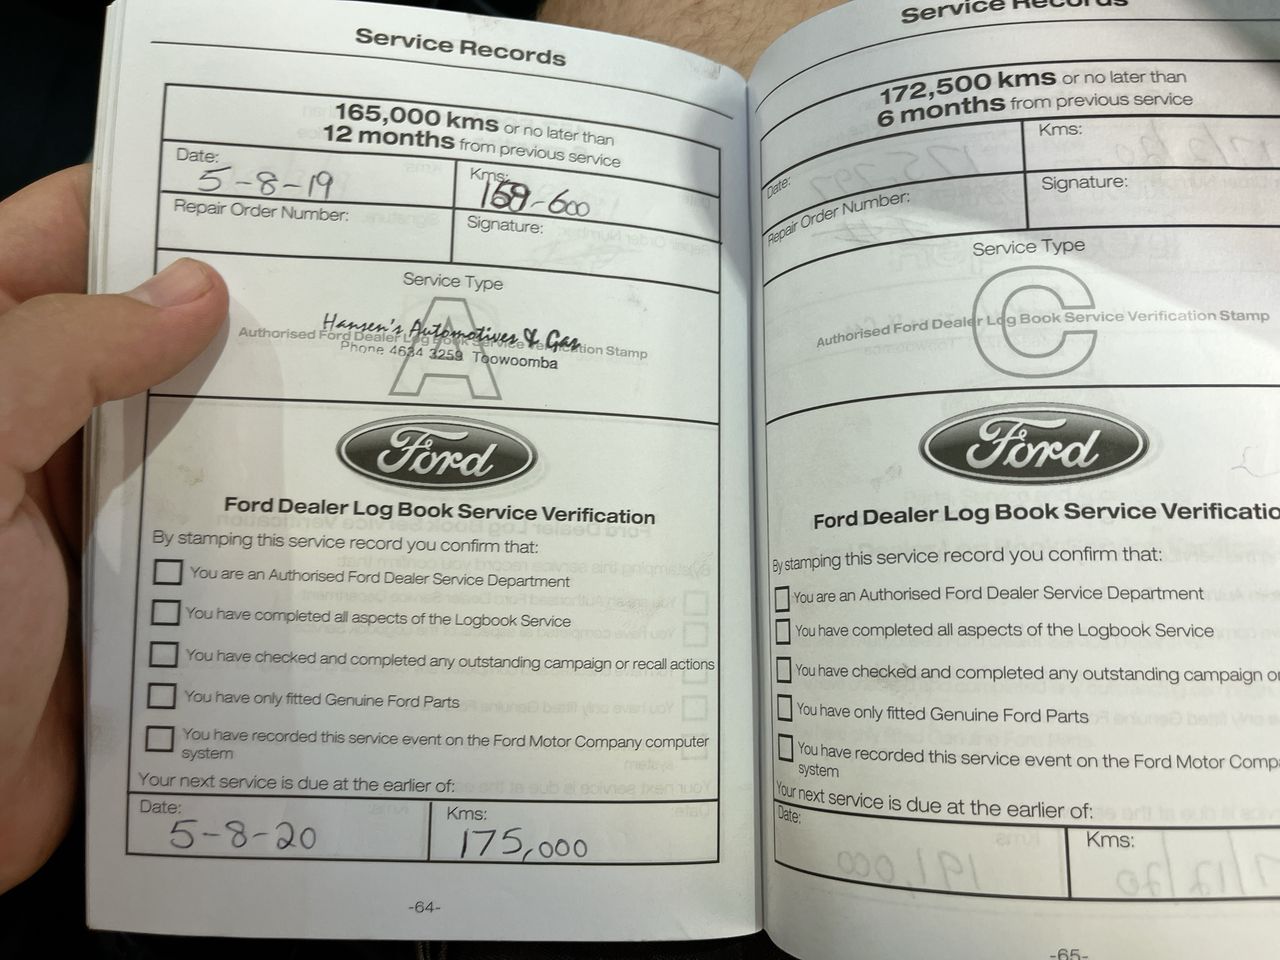 Service Records
165,000 kms or no later than
12 months from previous service
Date:
5-8-19
Kms:
159-600
Repair Order Number:
Signature:
Service Type
A
Hansen's Automotives & Gas
Authorised Ford Dealer Log Book Service Verification Stamp
Phone 4634 3259 Toowoomba
Ford
Ford Dealer Log Book Service Verification
By stamping this service record you confirm that:
You are an Authorised Ford Dealer Service Department
You have completed all aspects of the Logbook Service
You have checked and completed any outstanding campaign or recall actions
You have only fitted Genuine Ford Parts
You have recorded this service event on the Ford Motor Company computer
system
Your next service is due at the earlier of:
Date:
5-8-20
Kms:
175,000
-64-
Service Records
172,500 kms or no later than
6 months from previous service
Date:
Kms:
Repair Order Number:
Signature:
Service Type
C
Authorised Ford Dealer Log Book Service Verification Stamp
Ford
Ford Dealer Log Book Service Verificatio
By stamping this service record you confirm that:
You are an Authorised Ford Dealer Service Department
You have completed all aspects of the Logbook Service
You have checked and completed any outstanding campaign o
You have only fitted Genuine Ford Parts
You have recorded this service event on the Ford Motor Comp
system
Your next service is due at the earlier of:
Date:
Kms:
-65-